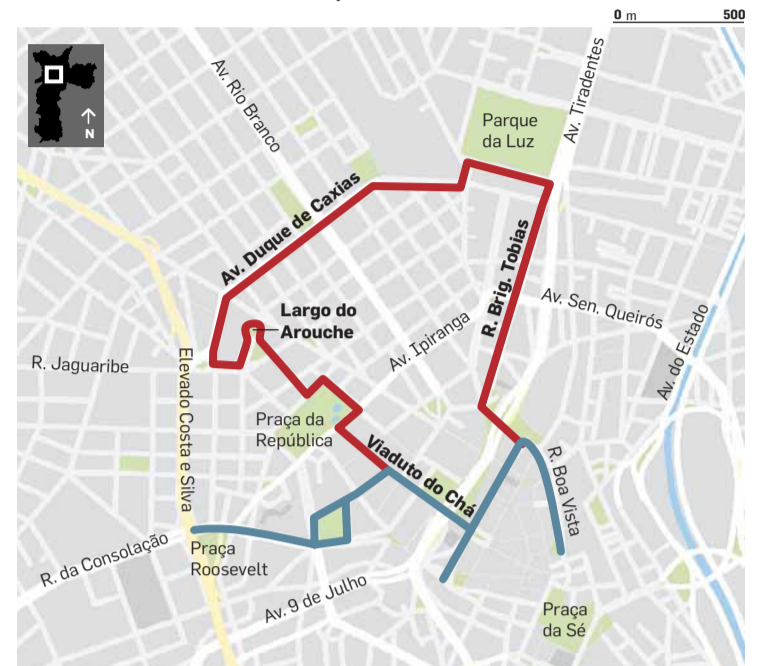 0 m 500
N
Av. Rio Branco
Av. Tiradentes
Parque
da Luz
Av. Duque de Caxias
R. Brig. Tobias
Av. Sen. Queirós
Largo do
Arouche
Av. Ipiranga
Av. do Estado
R. Jaguaribe
Elevado Costa e Silva
Praça da
República
Viaduto do Chá
R. Boa Vista
R. da Consolação
Praça
Roosevelt
Av. 9 de Julho
Praça
da Sé